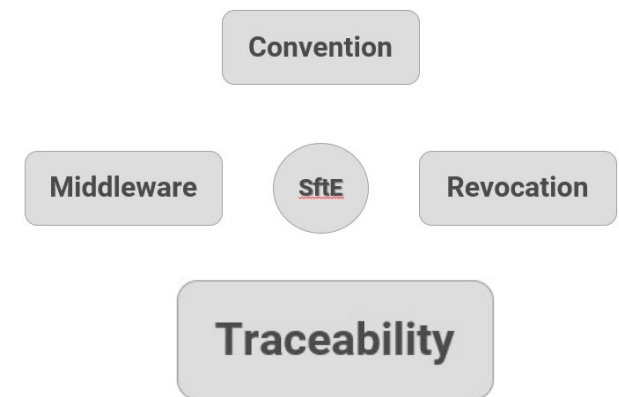 Convention
Middleware
SftE
Revocation
Traceability